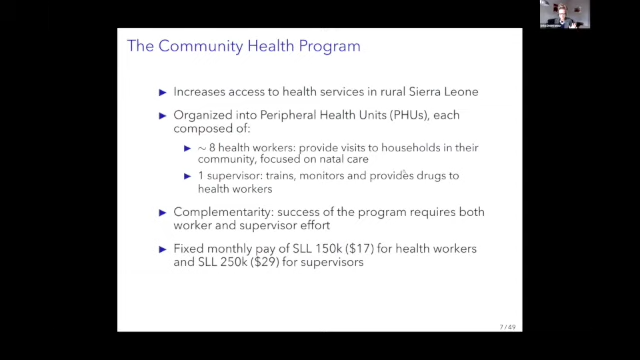 The Community Health Program
Increases access to health services in rural Sierra Leone
Organized into Peripheral Health Units (PHUs), each
composed of:
~ 8 health workers: provide visits to households in their
community, focused on natal care
1 supervisor: trains, monitors and provides drugs to
health workers
Complementarity: success of the program requires both
worker and supervisor effort
Fixed monthly pay of SLL 150k ($17) for health workers
and SLL 250k ($29) for supervisors
7 / 49